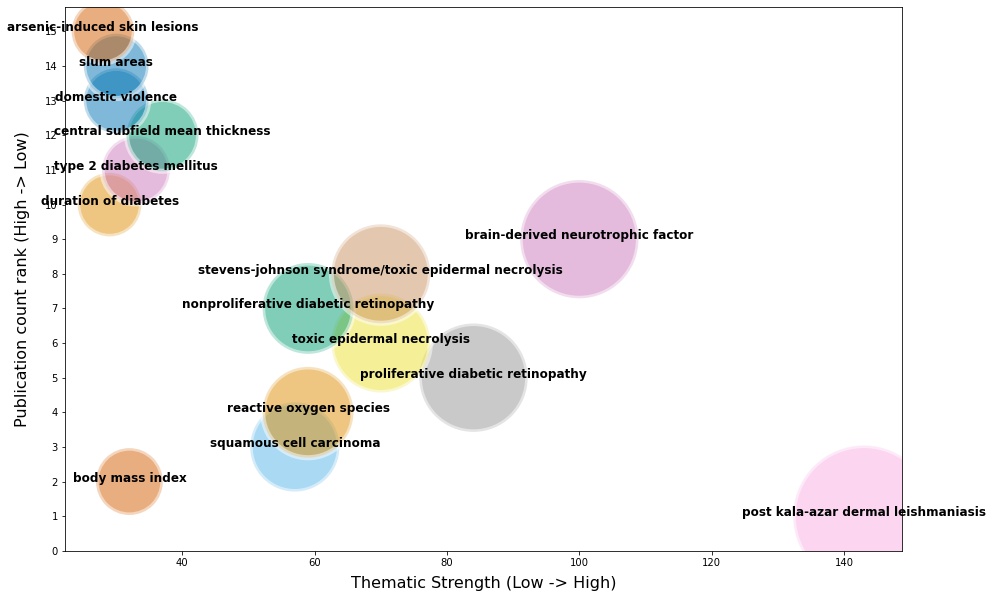 arsenic-induced skin lesions
slum areas
domestic violence
central subfield mean thickness
type 2 diabetes mellitus
duration of diabetes
brain-derived neurotrophic factor
stevens-johnson syndrome/toxic epidermal necrolysis
nonproliferative diabetic retinopathy
toxic epidermal necrolysis
proliferative diabetic retinopathy
reactive oxygen species
squamous cell carcinoma
body mass index
post kala-azar dermal leishmaniasis
15
14
13
12
11
10
9
8
7
6
5
4
3
2
1
0
40
60
80
100
120
140
Publication count rank (High -> Low)
Thematic Strength (Low -> High)